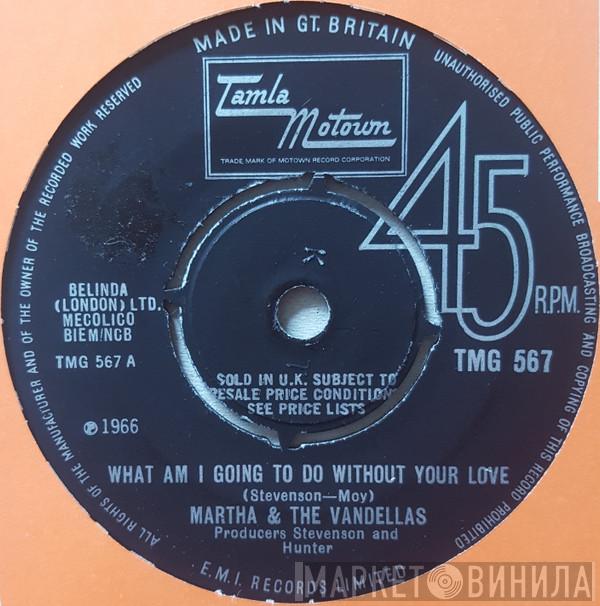 MADE IN GT. BRITAIN
UNAUTHORISED PUBLIC PERFORMANCE BROADCASTING AND COPYING OF THIS RECORD PROHIBITED
ALL RIGHTS OF THE MANUFACTURER AND OF THE OWNER OF THE RECORDED WORK RESERVED
Tamla
Motown
TRADE MARK OF MOTOWN RECORD CORPORATION
45
R.P.M.
K
BELINDA
(LONDON) LTD.
MECOLICO
BIEM/NCB
TMG 567 A
TMG 567
SOLD IN U.K. SUBJECT TO
RESALE PRICE CONDITION
SEE PRICE LISTS
℗ 1966
WHAT AM I GOING TO DO WITHOUT YOUR LOVE
(Stevenson—Moy)
MARTHA & THE VANDELLAS
Producers Stevenson and
Hunter
E.M.I. RECORDS LIMITED
МАРКЕТ ВИНИЛА